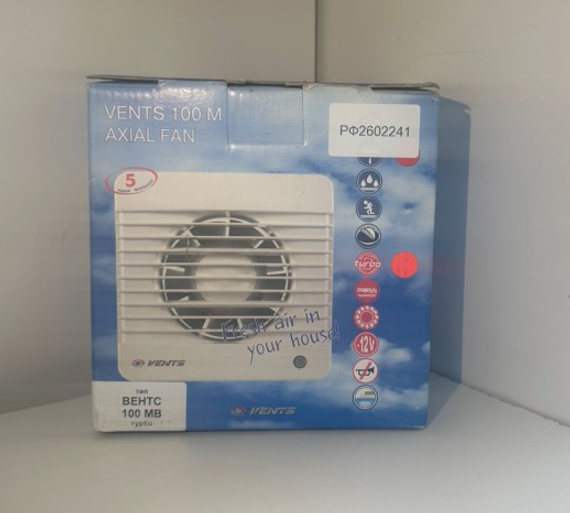 VENTS 100 M
AXIAL FAN
РФ2602241
5
turbo
PRESS
12V
Fresh air in
your house!
VENTS
VENTS
тип
ВЕНТС
100 МВ
турбо